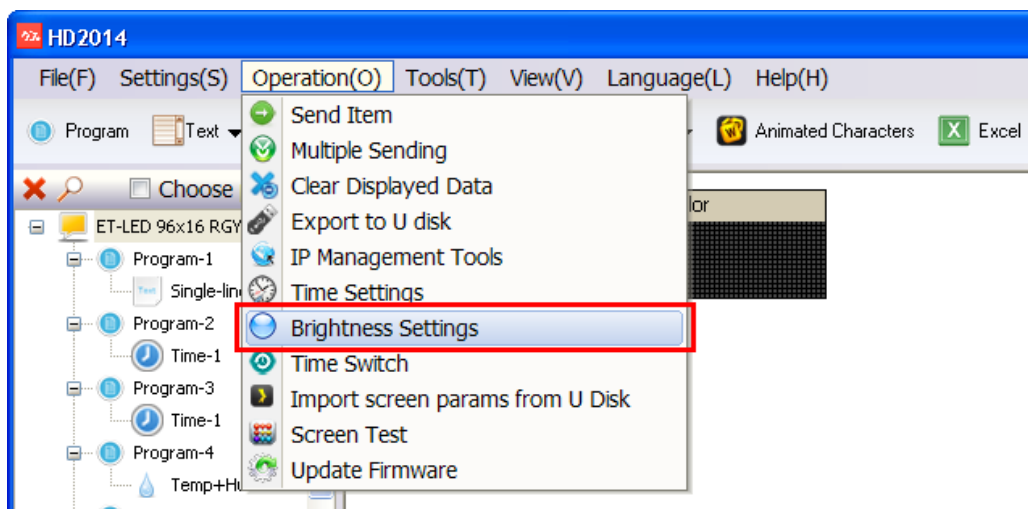 HD2014
File(F) Settings(S) Operation(O) Tools(T) View(V) Language(L) Help(H)
Program Text Animated Characters Excel
Send Item
Multiple Sending
Clear Displayed Data
Export to U disk
IP Management Tools
Time Settings
Brightness Settings
Time Switch
Import screen params from U Disk
Screen Test
Update Firmware
Choose
ET-LED 96x16 RGY
Program-1
Text Single-lin
Program-2
Time-1
Program-3
Time-1
Program-4
Temp+Hu
lor